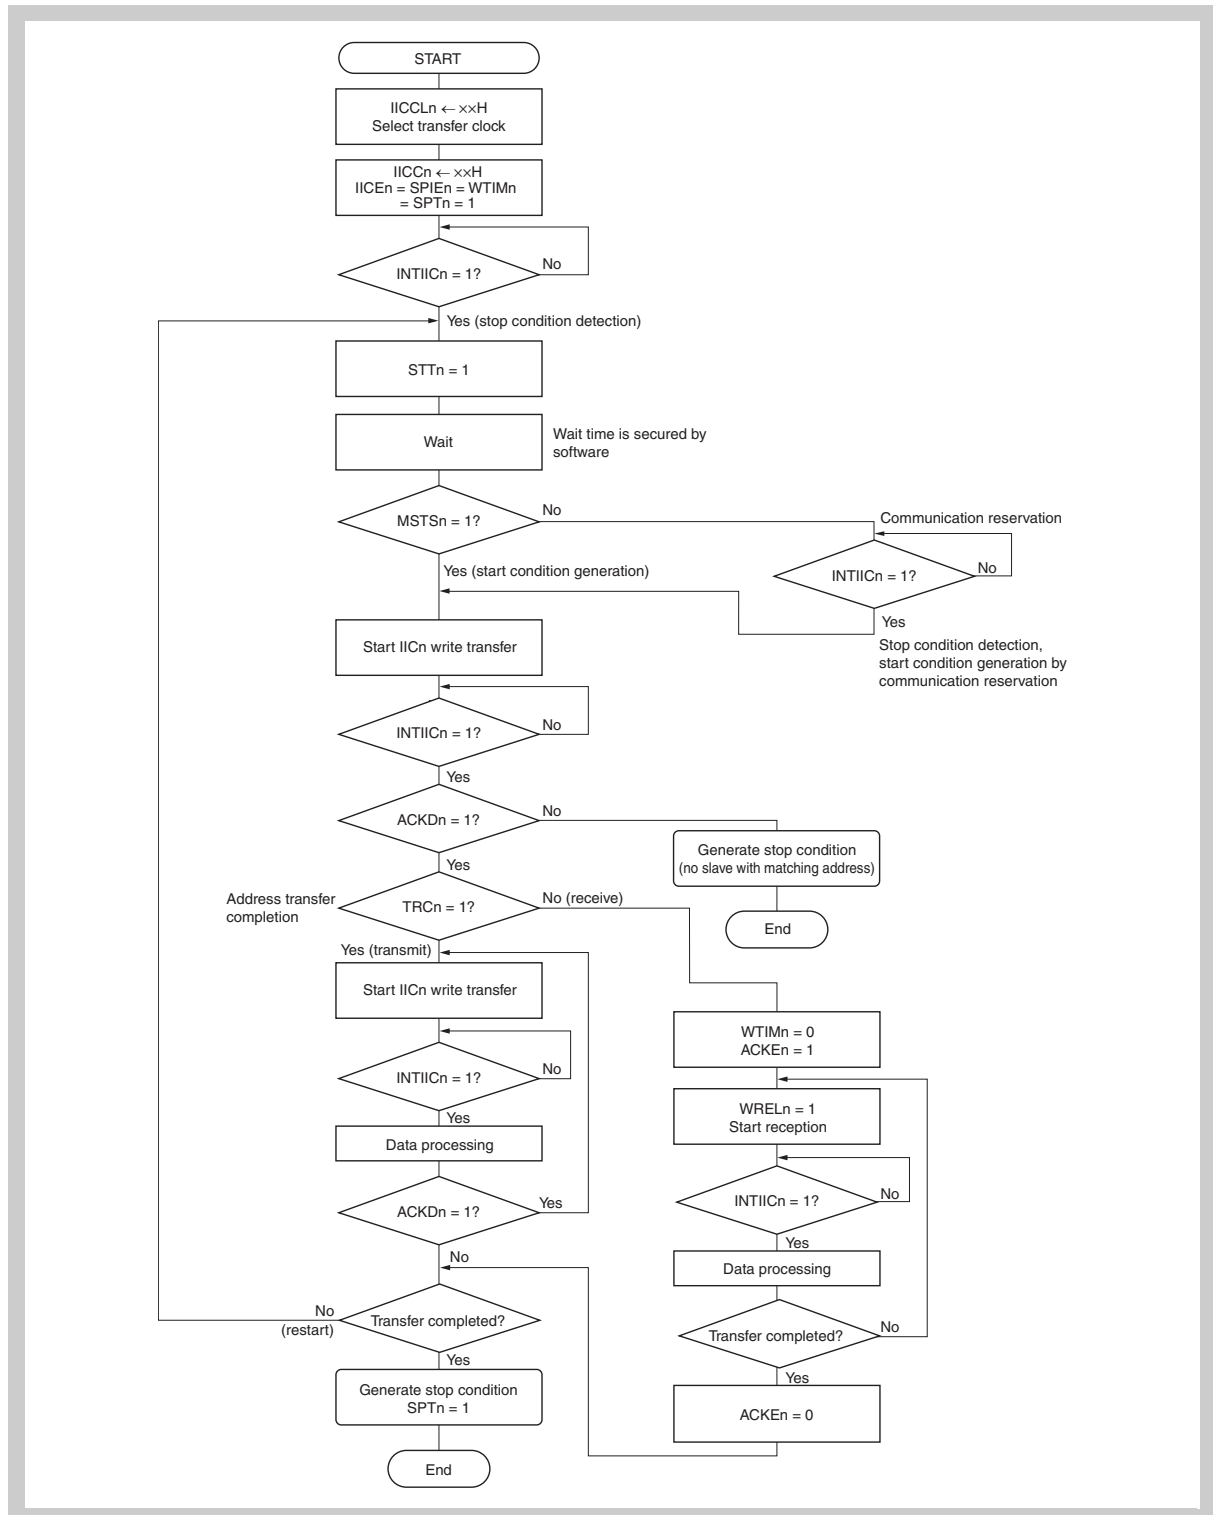 START
IICCLn ← ××H
Select transfer clock
IICCn ← ××H
IICEn = SPIEn = WTIMn
= SPTn = 1
INTIICn = 1?
No
Yes (stop condition detection)
STTn = 1
Wait
Wait time is secured by
software
MSTSn = 1?
No
Communication reservation
INTIICn = 1?
No
Yes
Stop condition detection,
start condition generation by
communication reservation
Yes (start condition generation)
Start IICn write transfer
INTIICn = 1?
No
Yes
ACKDn = 1?
No
Generate stop condition
(no slave with matching address)
End
Yes
Address transfer
completion
TRCn = 1?
No (receive)
Yes (transmit)
Start IICn write transfer
INTIICn = 1?
No
Yes
Data processing
ACKDn = 1?
Yes
No
Transfer completed?
No
(restart)
Yes
Generate stop condition
SPTn = 1
End
WTIMn = 0
ACKEn = 1
WRELn = 1
Start reception
INTIICn = 1?
No
Yes
Data processing
Transfer completed?
No
Yes
ACKEn = 0